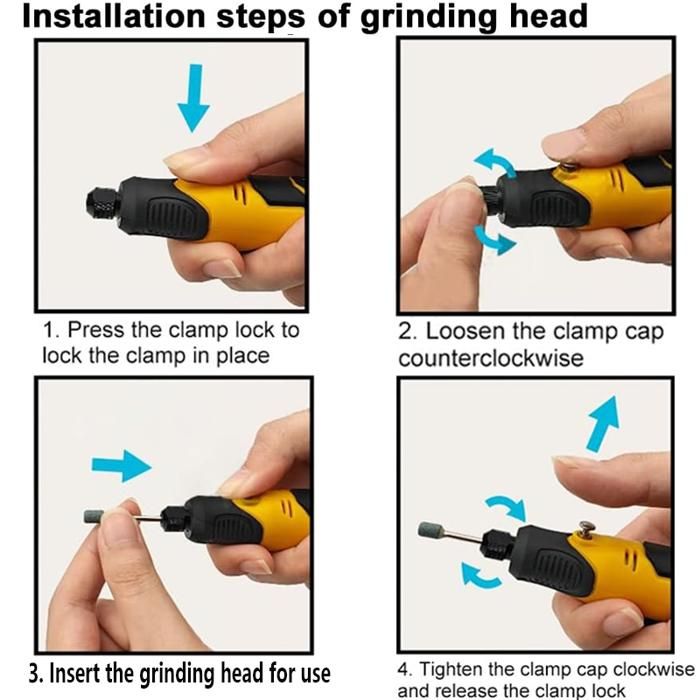 Installation steps of grinding head
1. Press the clamp lock to
lock the clamp in place
2. Loosen the clamp cap
counterclockwise
3. Insert the grinding head for use
4. Tighten the clamp cap clockwise
and release the clamp lock